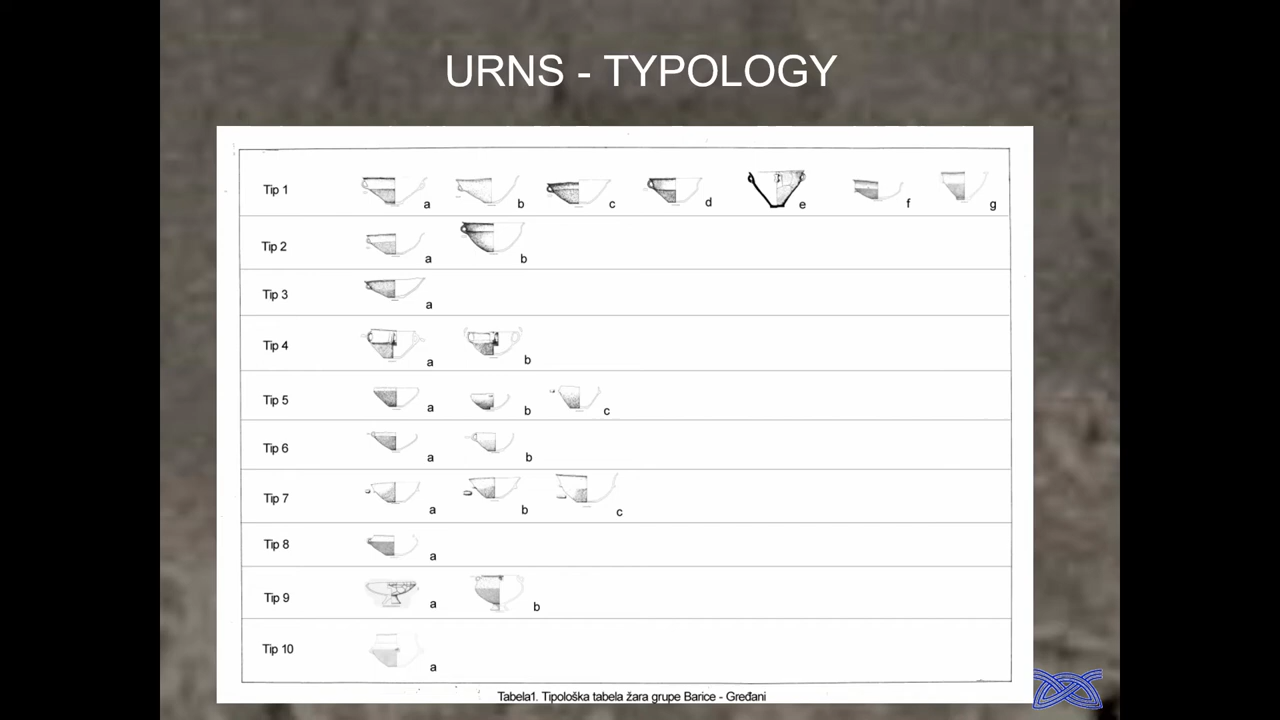 URNS - TYPOLOGY
Tip 1 a b c d e f g
Tip 2 a b
Tip 3 a
Tip 4 a b
Tip 5 a b c
Tip 6 a b
Tip 7 a b c
Tip 8 a
Tip 9 a b
Tip 10 a
Tabela1. Tipološka tabela žara grupe Barice - Gređani